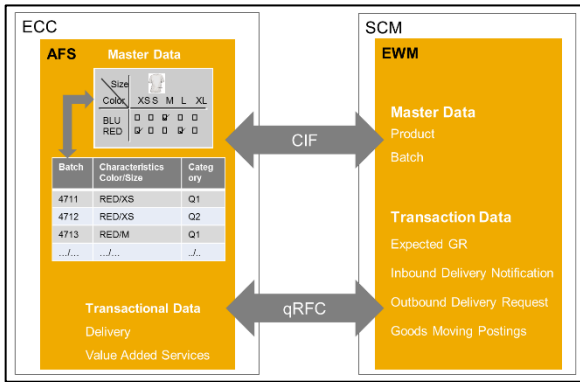 ECC
AFS Master Data
Size
Color XS S M L XL
BLU
RED
Batch Characteristics Color/Size Categ ory
4711 RED/XS Q1
4712 RED/XS Q2
4713 RED/M Q1
.../... .../... ../..
Transactional Data
Delivery
Value Added Services
CIF
qRFC
SCM
EWM
Master Data
Product
Batch
Transaction Data
Expected GR
Inbound Delivery Notification
Outbound Delivery Request
Goods Moving Postings